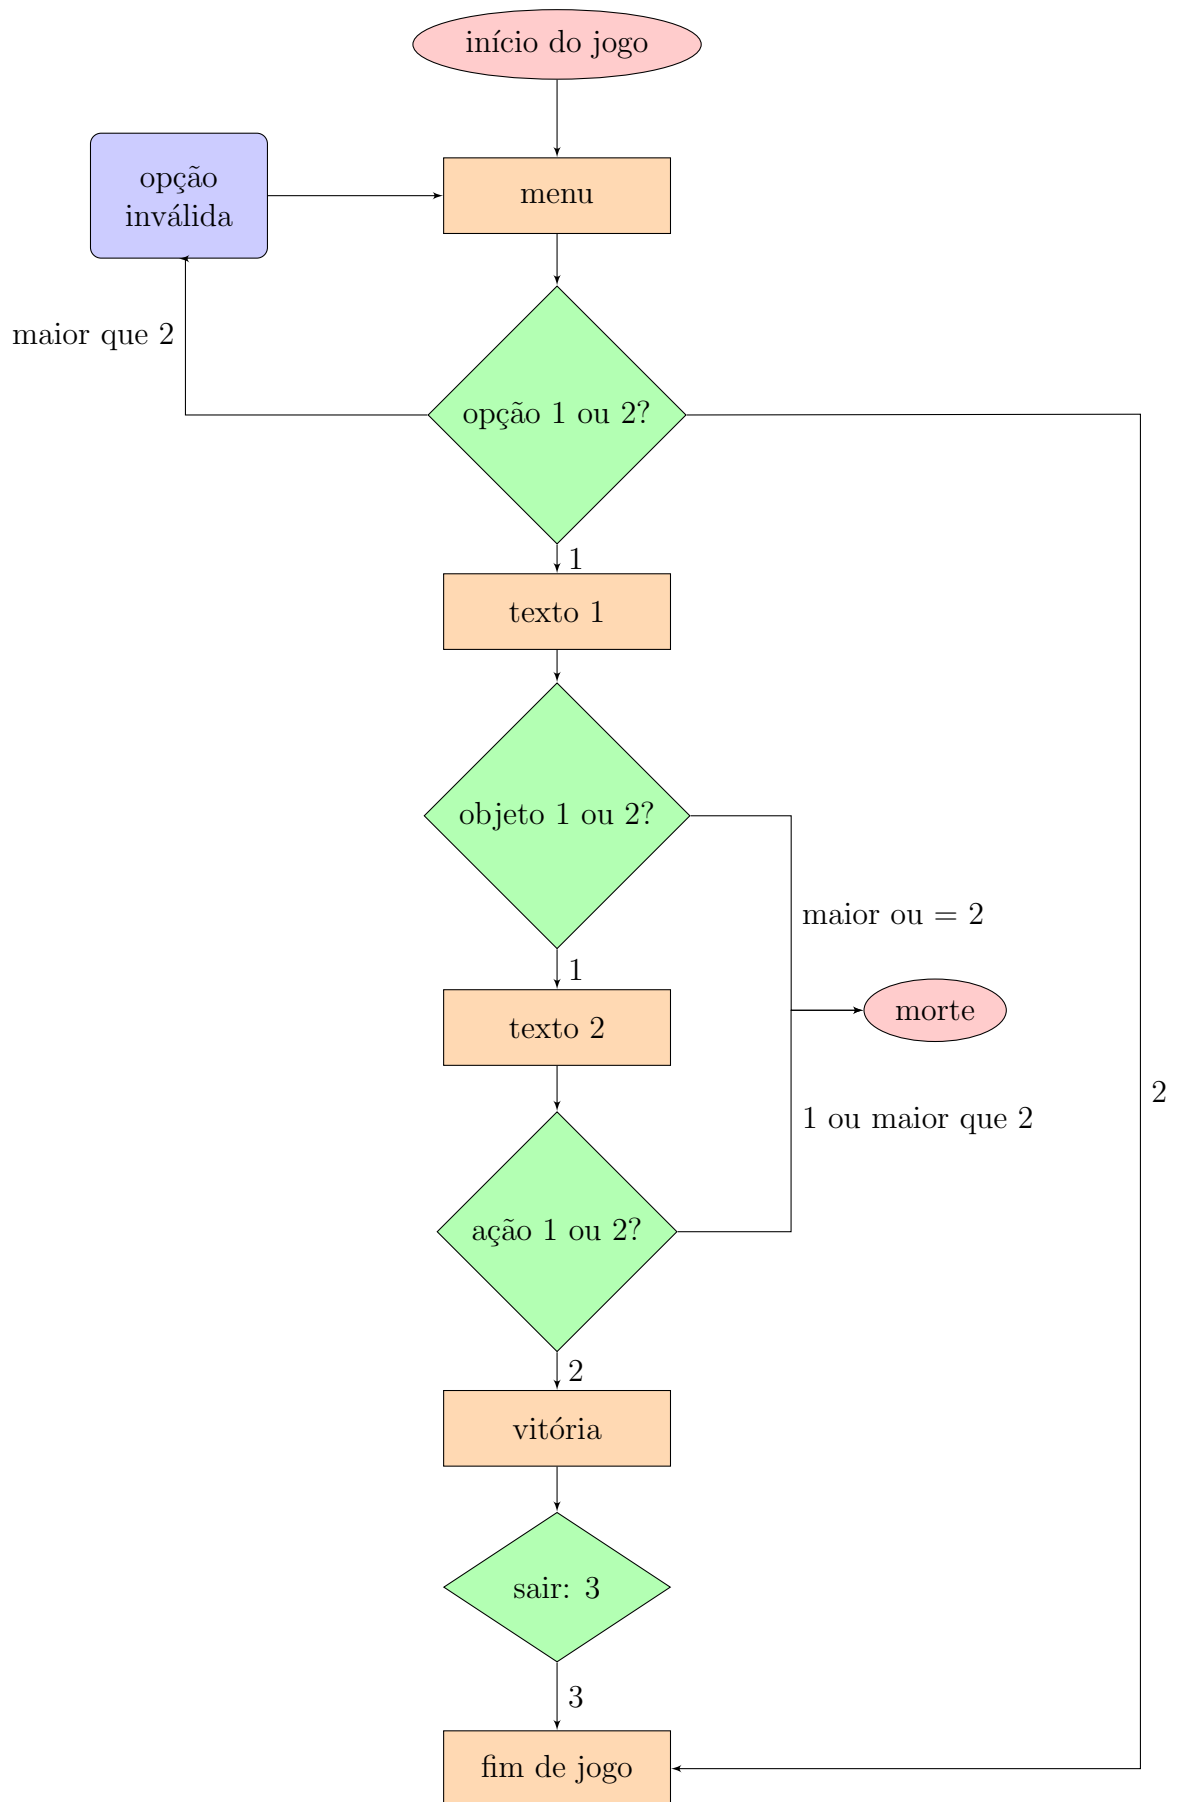 início do jogo
opção
inválida
menu
maior que 2
opção 1 ou 2?
1
texto 1
objeto 1 ou 2?
maior ou = 2
1
texto 2
morte
2
1 ou maior que 2
ação 1 ou 2?
2
vitória
sair: 3
3
fim de jogo